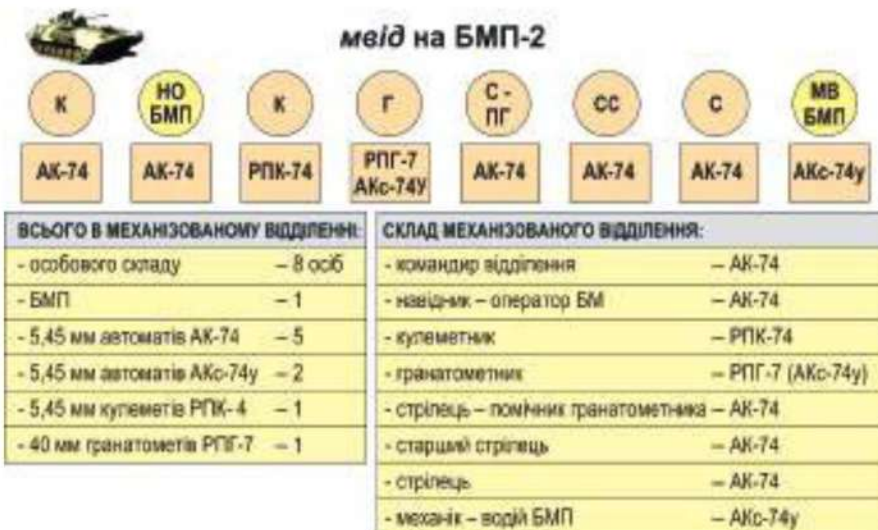 мвід на БМП-2
К НО БМП К Г С - ПГ СС С МВ БМП
АК-74 АК-74 РПК-74 РПГ-7 АКс-74У АК-74 АК-74 АК-74 АКс-74у
ВСЬОГО В МЕХАНІЗОВАНОМУ ВІДДІЛЕННІ:
- особового складу – 8 осіб
- БМП – 1
- 5,45 мм автоматів АК-74 – 5
- 5,45 мм автоматів АКс-74у – 2
- 5,45 мм кулеметів РПК- 4 – 1
- 40 мм гранатометів РПГ-7 – 1
СКЛАД МЕХАНІЗОВАНОГО ВІДДІЛЕННЯ:
- командир відділення – АК-74
- навідник – оператор БМ – АК-74
- кулеметник – РПК-74
- гранатометник – РПГ-7 (АКс-74у)
- стрілець – помічник гранатометника – АК-74
- старший стрілець – АК-74
- стрілець – АК-74
- механік – водій БМП – АКс-74у